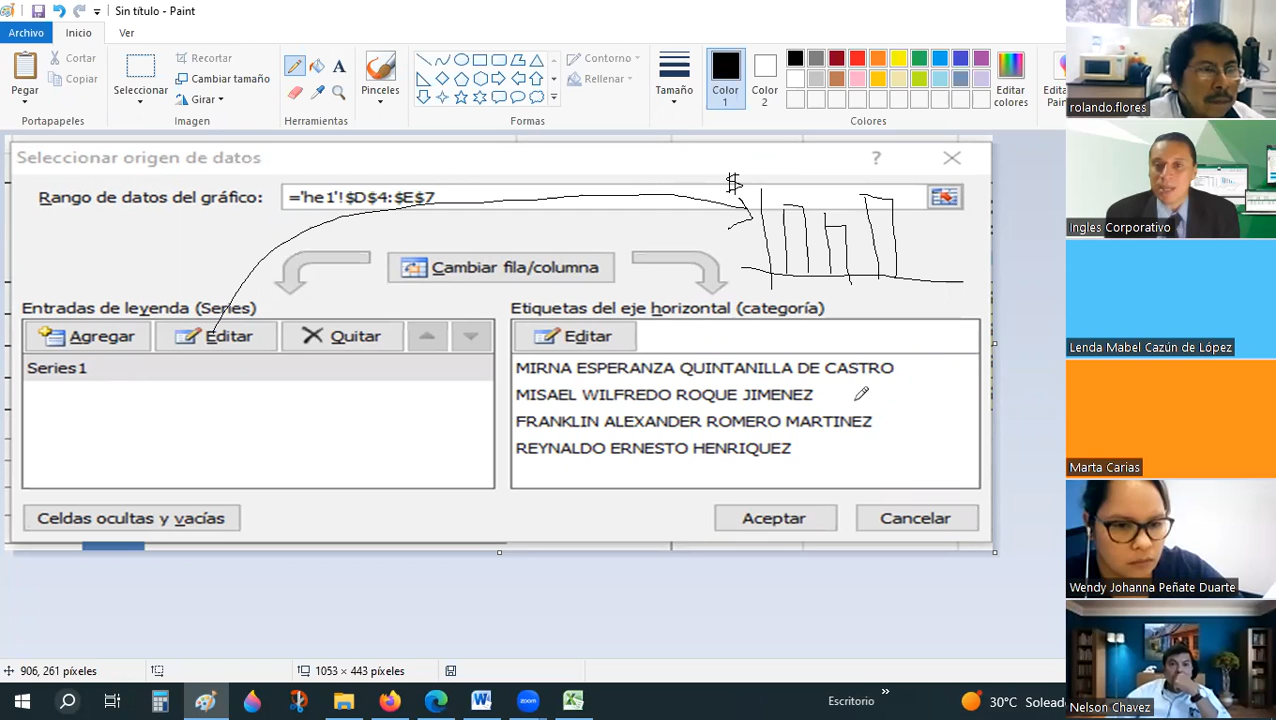 Sin título - Paint
Archivo Inicio Ver
Pegar
Cortar
Copiar
Portapapeles
Seleccionar
Recortar
Cambiar tamaño
Girar
Imagen
A
Herramientas
Pinceles
Contorno
Rellenar
Formas
Tamaño
Color 1
Color 2
Editar colores
Colores
Seleccionar origen de datos
?
Rango de datos del gráfico: ='he1'!$D$4:$E$7
$
Cambiar fila/columna
Entradas de leyenda (Series)
Agregar Editar Quitar
Series1
Etiquetas del eje horizontal (categoría)
Editar
MIRNA ESPERANZA QUINTANILLA DE CASTRO
MISAEL WILFREDO ROQUE JIMENEZ
FRANKLIN ALEXANDER ROMERO MARTINEZ
REYNALDO ERNESTO HENRIQUEZ
Celdas ocultas y vacías Aceptar Cancelar
906, 261 píxeles
1053 × 443 píxeles
zoom
Escritorio
30°C
rolando.flores
Ingles Corporativo
Lenda Mabel Cazún de López
Marta Carias
Wendy Johanna Peñate Duarte
Nelson Chavez